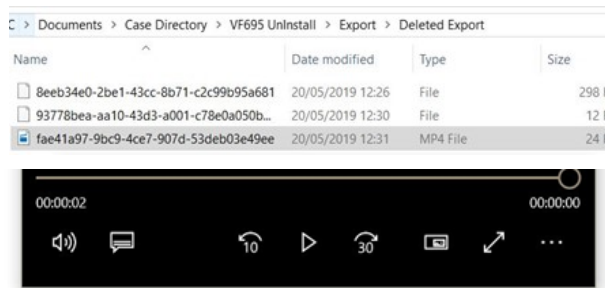 C > Documents > Case Directory > VF695 UnInstall > Export > Deleted Export
Name Date modified Type Size
8eeb34e0-2be1-43cc-8b71-c2c99b95a681 20/05/2019 12:26 File 298
93778bea-aa10-43d3-a001-c78e0a050b... 20/05/2019 12:30 File 12
fae41a97-9bc9-4ce7-907d-53deb03e49ee 20/05/2019 12:31 MP4 File 24
00:00:02 00:00:00
10 30